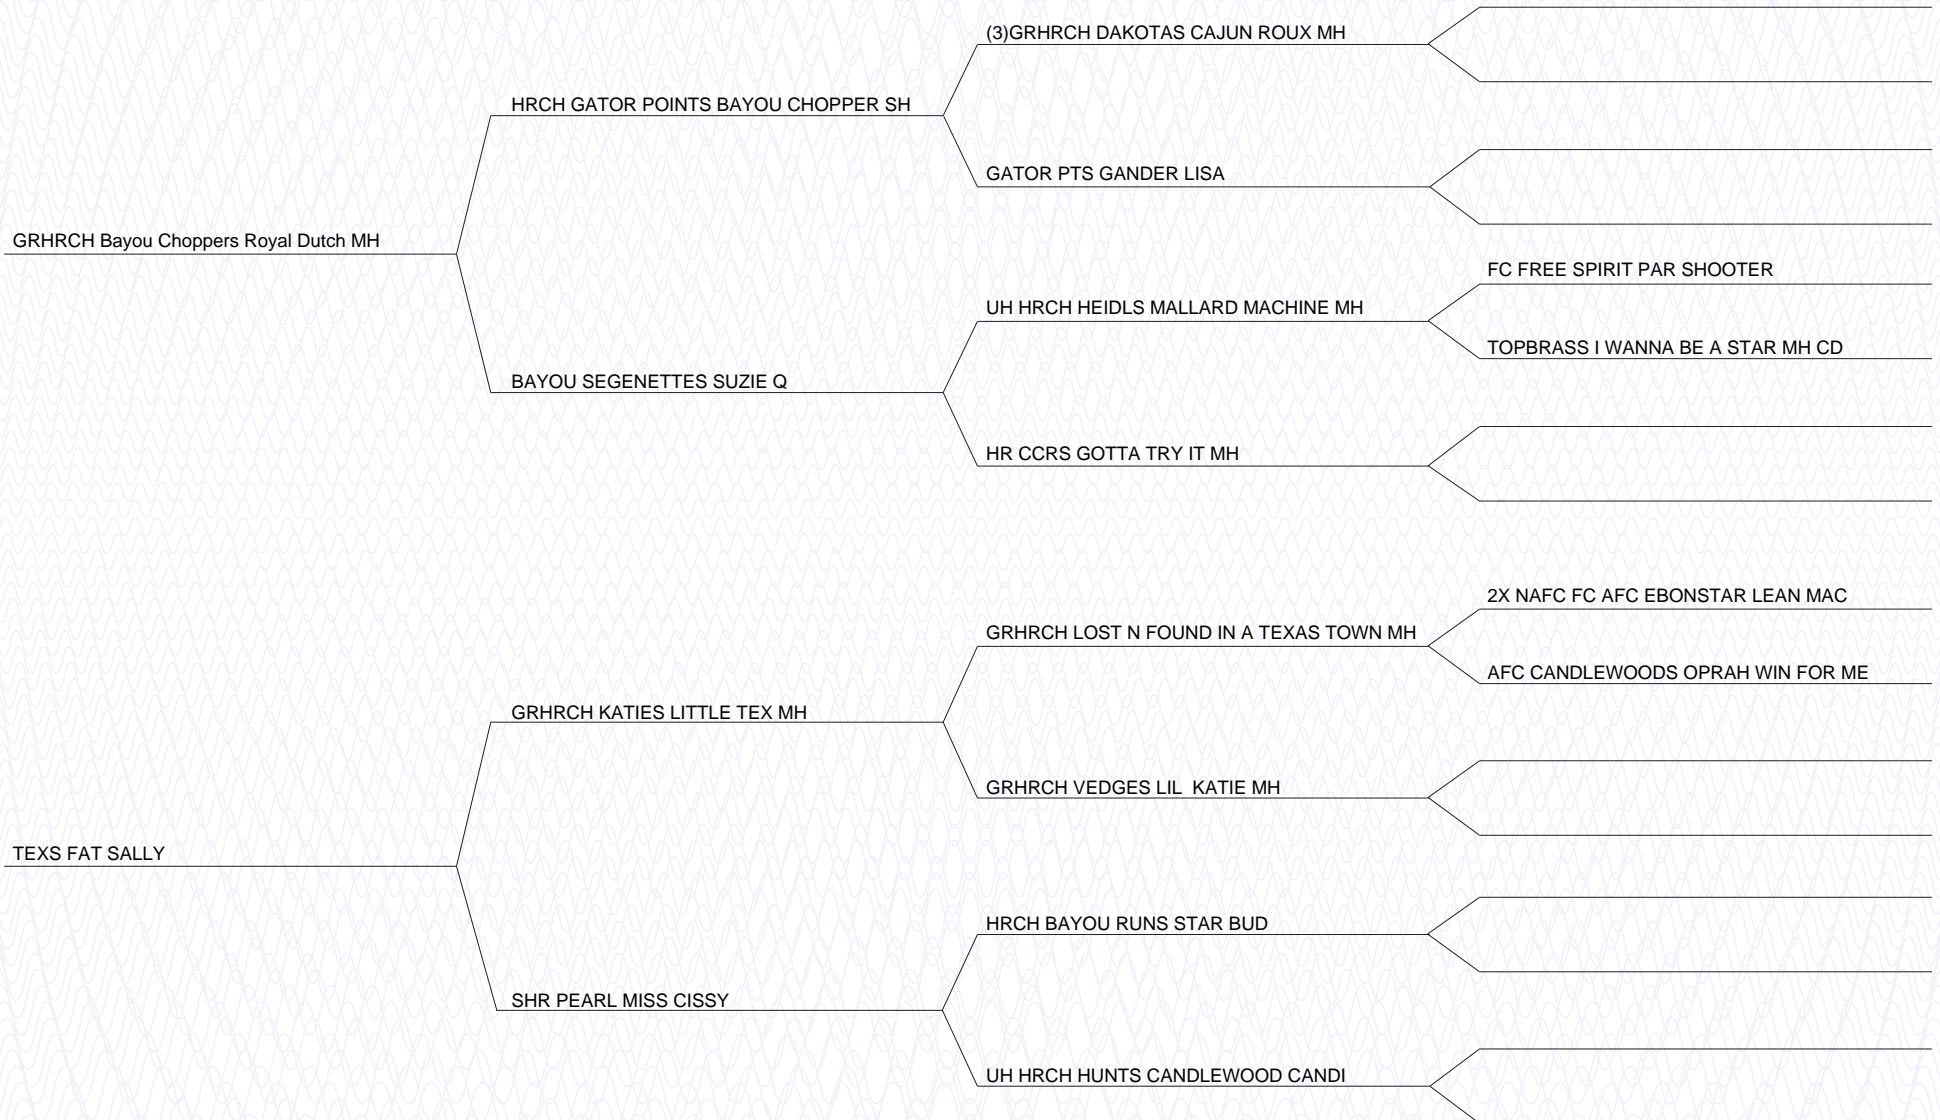 (3)GRHRCH DAKOTAS CAJUN ROUX MH
HRCH GATOR POINTS BAYOU CHOPPER SH
GATOR PTS GANDER LISA
GRHRCH Bayou Choppers Royal Dutch MH
FC FREE SPIRIT PAR SHOOTER
UH HRCH HEIDLS MALLARD MACHINE MH
TOPBRASS I WANNA BE A STAR MH CD
BAYOU SEGENETTES SUZIE Q
HR CCRS GOTTA TRY IT MH
2X NAFC FC AFC EBONSTAR LEAN MAC
GRHRCH LOST N FOUND IN A TEXAS TOWN MH
AFC CANDLEWOODS OPRAH WIN FOR ME
GRHRCH KATIES LITTLE TEX MH
GRHRCH VEDGES LIL  KATIE MH
TEXS FAT SALLY
HRCH BAYOU RUNS STAR BUD
SHR PEARL MISS CISSY
UH HRCH HUNTS CANDLEWOOD CANDI